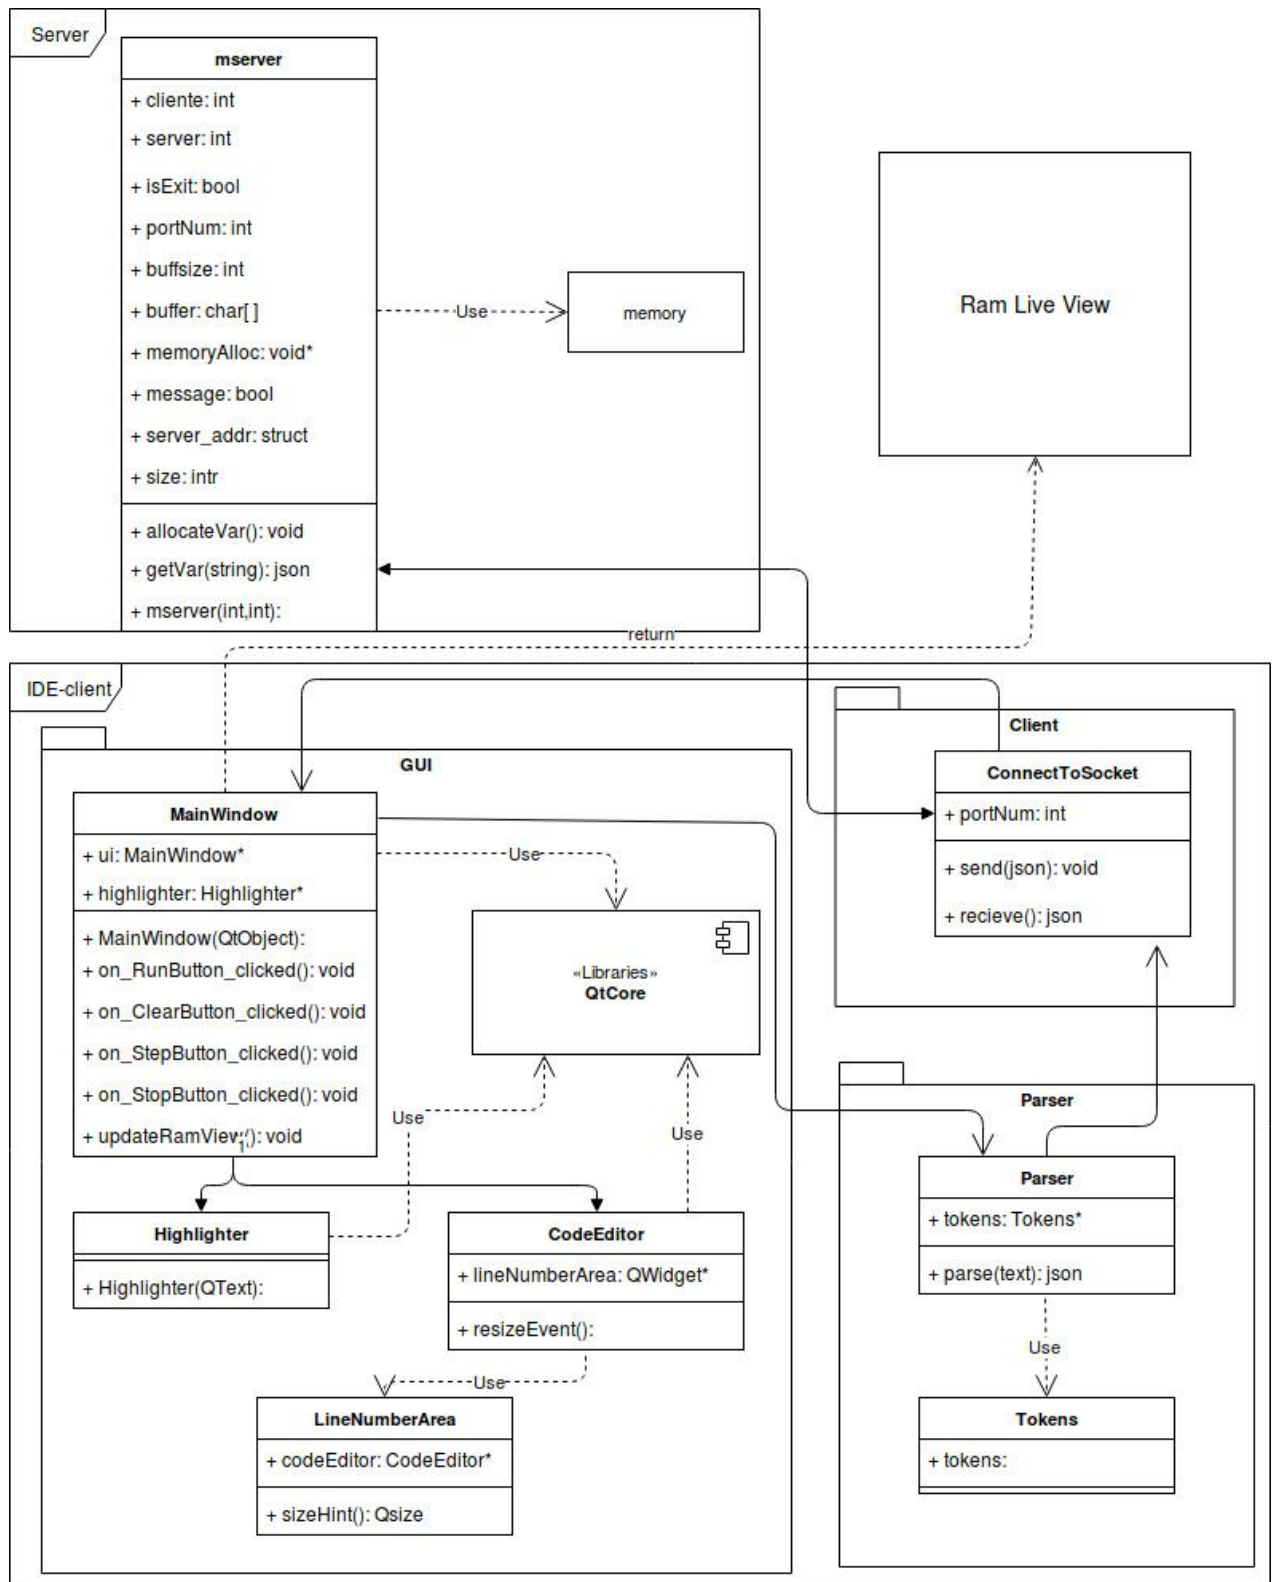 Server
mserver
+ cliente: int
+ server: int
+ isExit: bool
+ portNum: int
+ buffsize: int
+ buffer: char[ ]
+ memoryAlloc: void*
+ message: bool
+ server_addr: struct
+ size: intr
+ allocateVar(): void
+ getVar(string): json
+ mserver(int,int):
Use
memory
Ram Live View
return
IDE-client
GUI
MainWindow
+ ui: MainWindow*
+ highlighter: Highlighter*
+ MainWindow(QtObject):
+ on_RunButton_clicked(): void
+ on_ClearButton_clicked(): void
+ on_StepButton_clicked(): void
+ on_StopButton_clicked(): void
+ updateRamView(): void
1
Use
«Libraries»
QtCore
Use
Use
Highlighter
+ Highlighter(QText):
CodeEditor
+ lineNumberArea: QWidget*
+ resizeEvent():
Use
LineNumberArea
+ codeEditor: CodeEditor*
+ sizeHint(): Qsize
Client
ConnectToSocket
+ portNum: int
+ send(json): void
+ recieve(): json
Parser
Parser
+ tokens: Tokens*
+ parse(text): json
Use
Tokens
+ tokens: